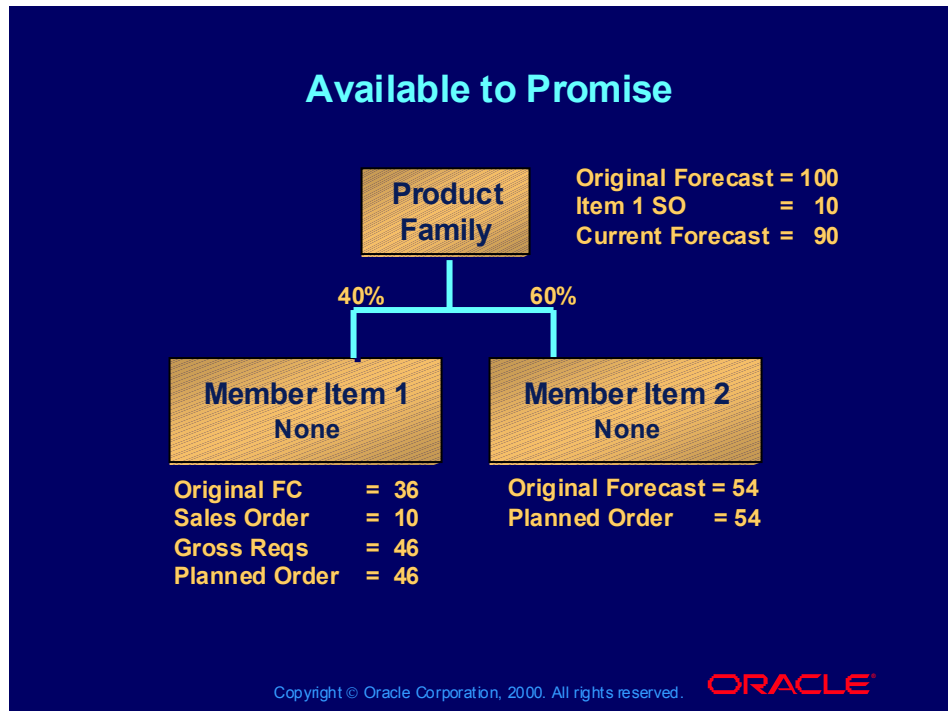 Available to Promise
Product
Family
Original Forecast = 100
Item 1 SO = 10
Current Forecast = 90
40%
60%
Member Item 1
None
Member Item 2
None
Original FC = 36
Sales Order = 10
Gross Reqs = 46
Planned Order = 46
Original Forecast = 54
Planned Order = 54
Copyright © Oracle Corporation, 2000. All rights reserved.
ORACLE®